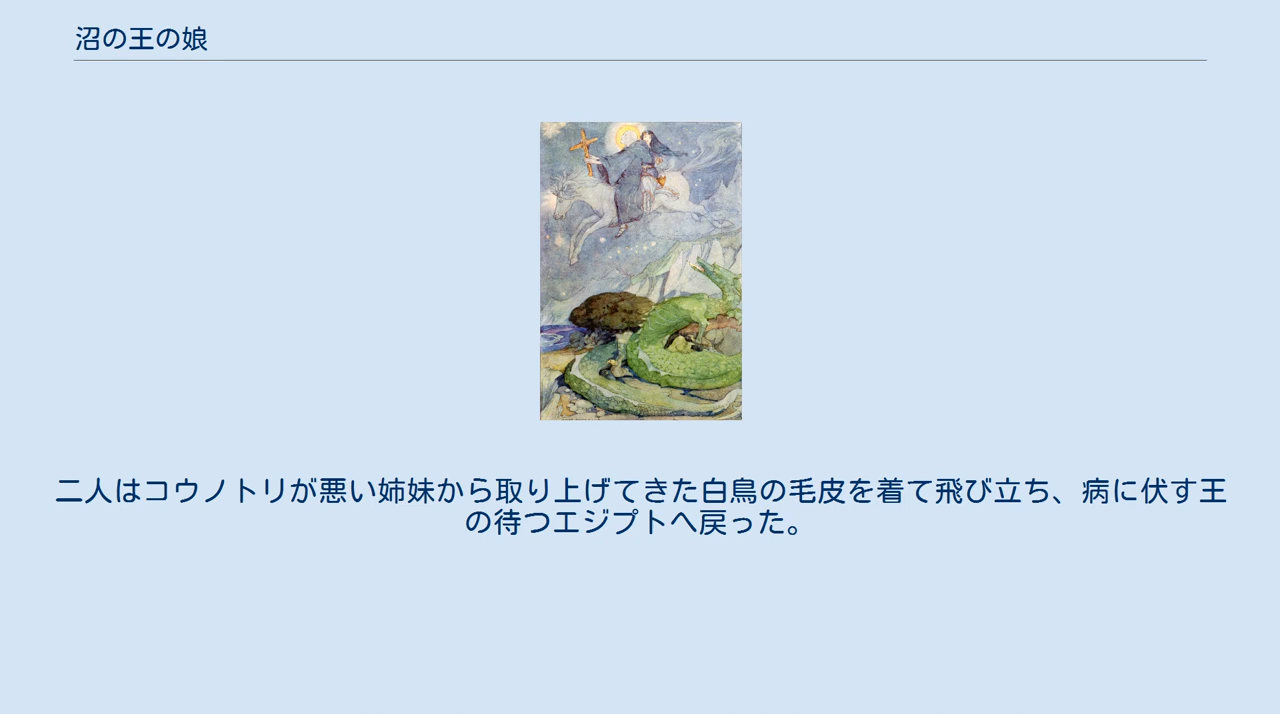 沼の王の娘
二人はコウノトリが悪い姉妹から取り上げてきた白鳥の毛皮を着て飛び立ち、病に伏す王
の待つエジプトへ戻った。